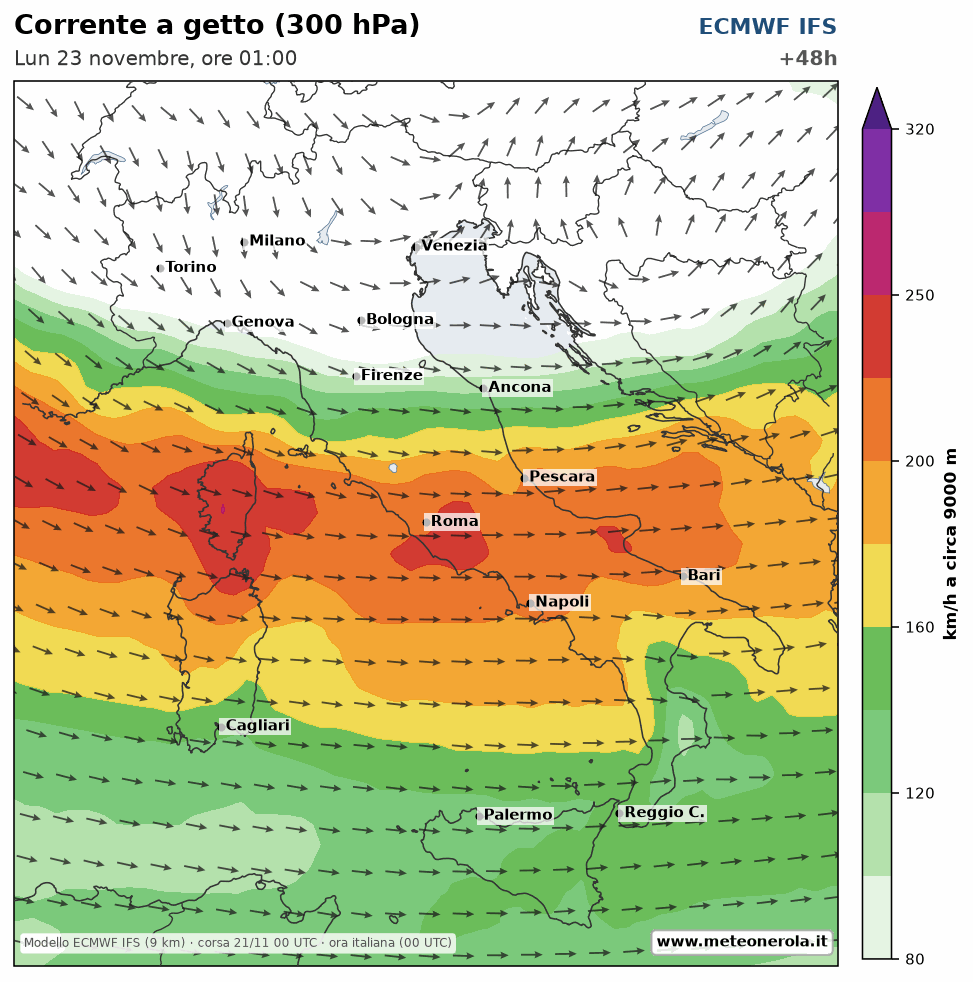 Corrente a getto (300 hPa)
ECMWF IFS
Lun 23 novembre, ore 01:00
+48h
Milano
Venezia
Torino
Genova
Bologna
Firenze
Ancona
Pescara
Roma
Bari
Napoli
Cagliari
Palermo
Reggio C.
320
250
200
160
120
80
km/h a circa 9000 m
Modello ECMWF IFS (9 km) · corsa 21/11 00 UTC · ora italiana (00 UTC)
www.meteonerola.it